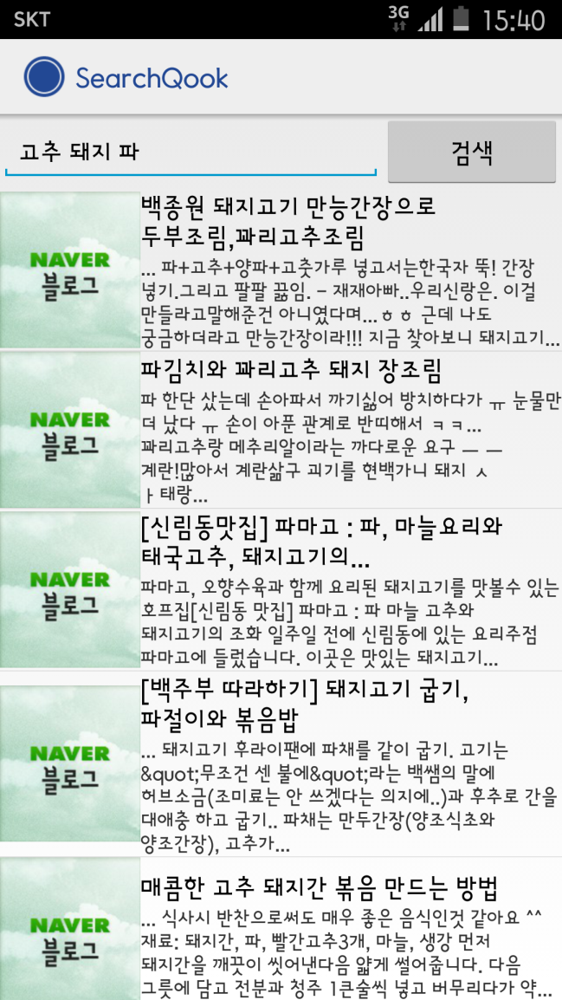 SKT 3G 15:40
SearchQook
고추 돼지 파 검색
NAVER
블로그
백종원 돼지고기 만능간장으로
두부조림,꽈리고추조림
... 파+고추+양파+고춧가루 넣고서는한국자 뚝! 간장
넣기.그리고 팔팔 끓임. - 재재아빠..우리신랑은. 이걸
만들라고말해준건 아니였다며...ㅎㅎ 근데 나도
궁금하더라고 만능간장이라!!! 지금 찾아보니 돼지고기...
NAVER
블로그
파김치와 꽈리고추 돼지 장조림
파 한단 샀는데 손아파서 까기싫어 방치하다가 ㅠ 눈물만
더 났다 ㅠ 손이 아픈 관계로 반띠해서 ㅋㅋ...
꽈리고추랑 메추리알이라는 까다로운 요구 ㅡ ㅡ
계란!많아서 계란삶구 괴기를 현백가니 돼지 ㅅ
ㅏ태랑...
NAVER
블로그
[신림동맛집] 파마고 : 파, 마늘요리와
태국고추, 돼지고기의...
파마고, 오향수육과 함께 요리된 돼지고기를 맛볼수 있는
호프집[신림동 맛집] 파마고 : 파 마늘 고추와
돼지고기의 조화 일주일 전에 신림동에 있는 요리주점
파마고에 들렀습니다. 이곳은 맛있는 돼지고기...
NAVER
블로그
[백주부 따라하기] 돼지고기 굽기,
파절이와 볶음밥
... 돼지고기 후라이팬에 파채를 같이 굽기. 고기는
&quot;무조건 센 불에&quot;라는 백쌤의 말에
허브소금(조미료는 안 쓰겠다는 의지에..)과 후추로 간을
대애충 하고 굽기.. 파채는 만두간장(양조식초와
양조간장), 고추가...
NAVER
블로그
매콤한 고추 돼지간 볶음 만드는 방법
... 식사시 반찬으로써도 매우 좋은 음식인것 같아요 ^^
재료: 돼지간, 파, 빨간고추3개, 마늘, 생강 먼저
돼지간을 깨끗이 씻어낸다음 얇게 썰어줍니다. 다음
그릇에 담고 전분과 청주 1큰술씩 넣고 버무리다가 약...